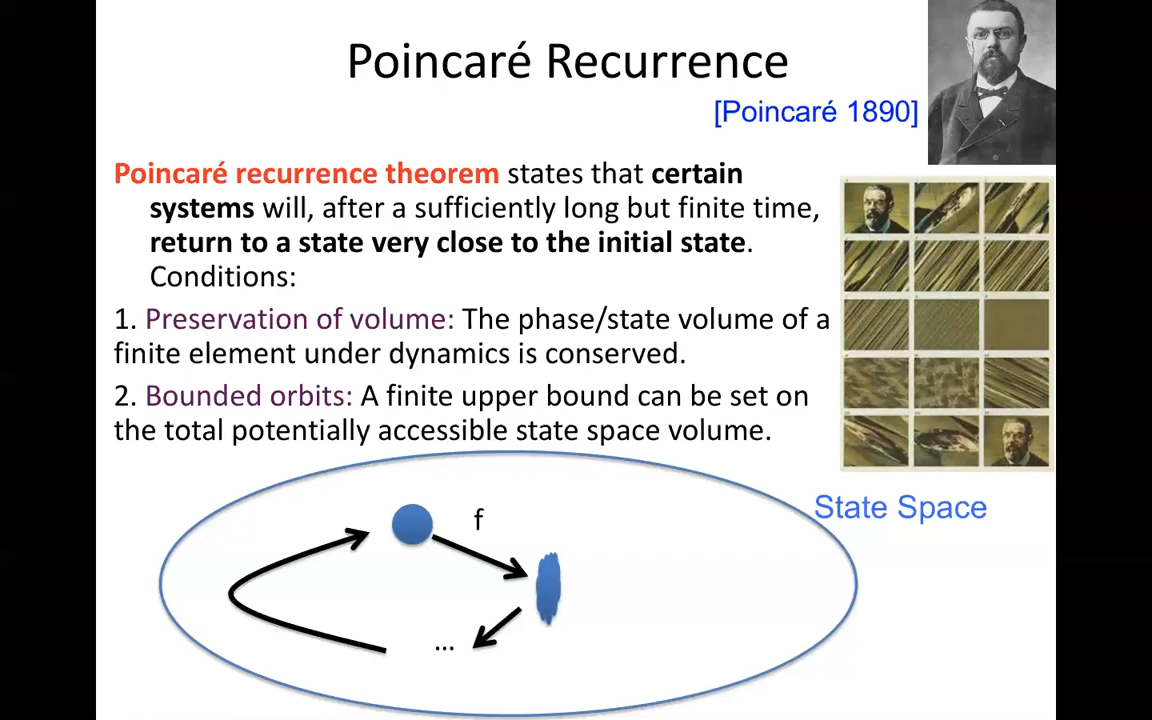 Poincaré Recurrence
[Poincaré 1890]
Poincaré recurrence theorem states that certain
systems will, after a sufficiently long but finite time,
return to a state very close to the initial state.
Conditions:
1. Preservation of volume: The phase/state volume of a
finite element under dynamics is conserved.
2. Bounded orbits: A finite upper bound can be set on
the total potentially accessible state space volume.
State Space
f
...